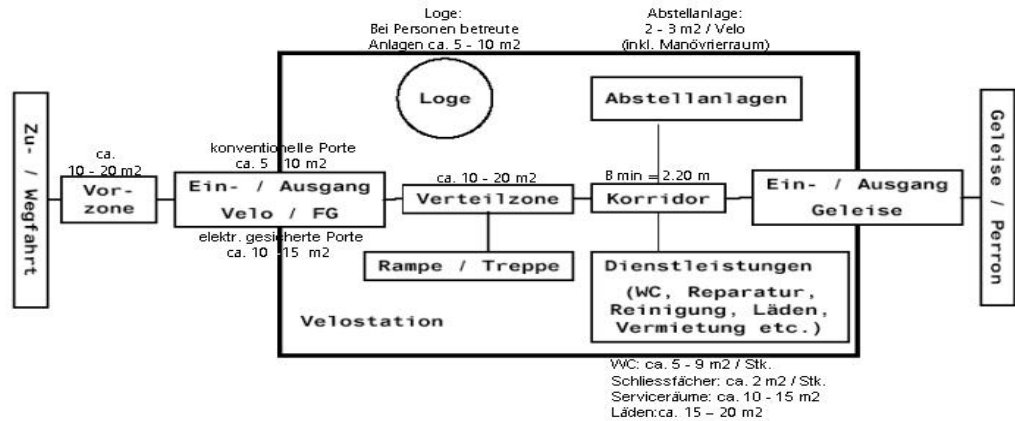 Loge:
Bei Personen betreute
Anlagen ca. 5 - 10 m2
Abstellanlage:
2 - 3 m2 / Velo
(inkl. Manövrierraum)
Zu- / Wegfahrt
ca.
10 - 20 m2
Vor-
zone
konventionelle Porte
ca. 5 10 m2
Ein- / Ausgang
Velo / FG
elektr. gesicherte Porte
ca. 10 -15 m2
Loge
Abstellanlagen
ca. 10 - 20 m2
Verteilzone
B min = 2.20 m
Korridor
Ein- / Ausgang
Geleise
Geleise / Perron
Rampe / Treppe
Dienstleistungen
(WC, Reparatur,
Reinigung, Läden,
Vermietung etc.)
Velostation
WC: ca. 5 - 9 m2 / Stk.
Schliessfächer: ca. 2 m2 / Stk.
Serviceräume: ca. 10 - 15 m2
Läden:ca. 15 – 20 m2